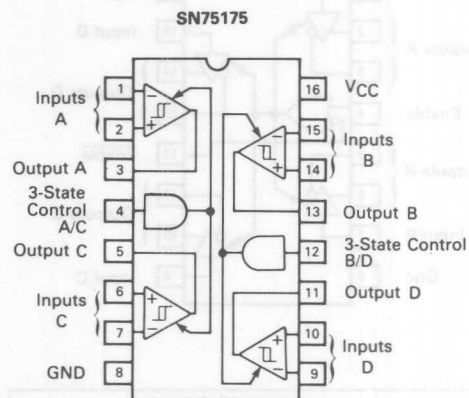 SN75175
1
Inputs
A
2
Output A
3
3-State
Control
A/C
4
Output C
5
Inputs
C
6
7
GND
8
16
VCC
15
Inputs
B
14
13
Output B
12
3-State Control
B/D
11
Output D
10
Inputs
D
9